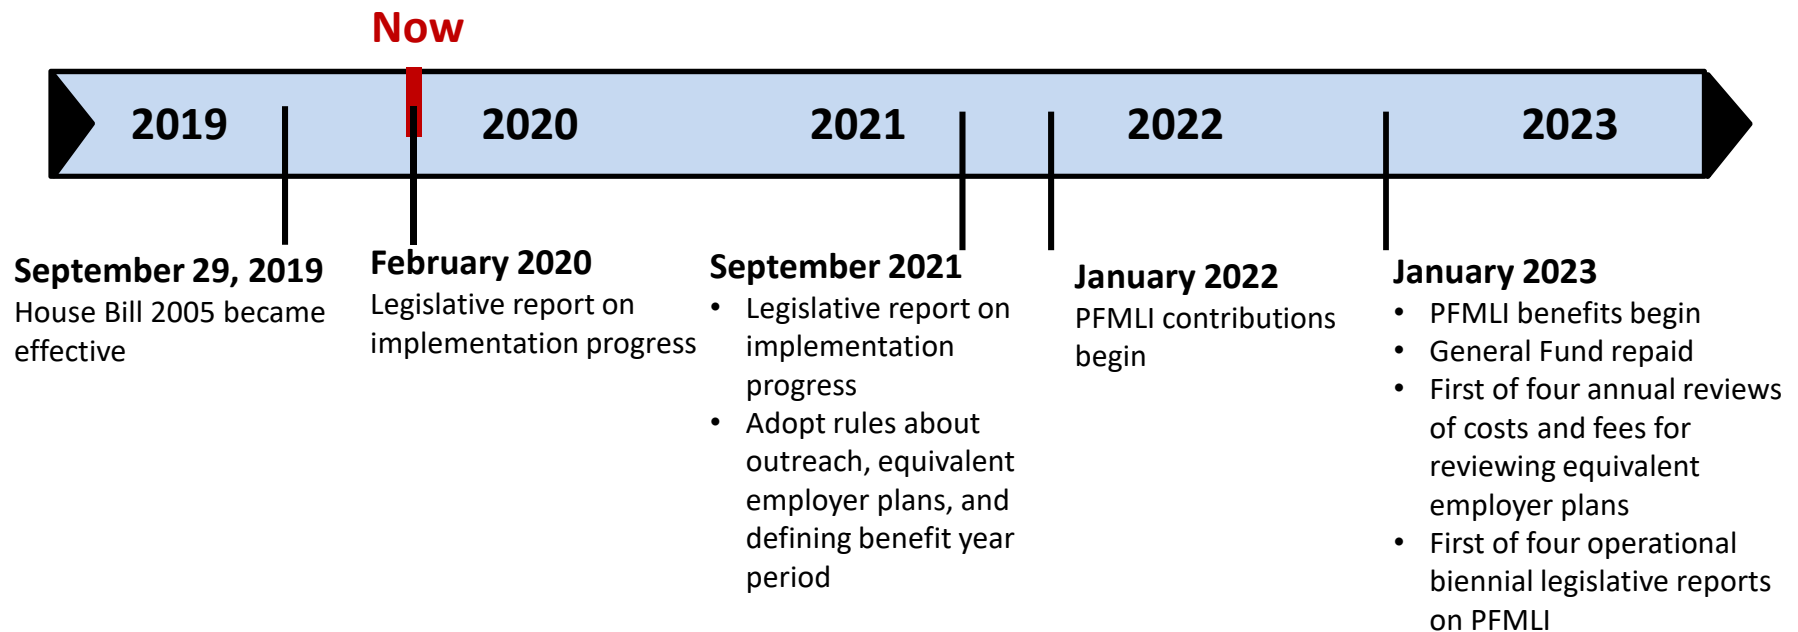 Now
2019
2020
2021
2022
2023
September 29, 2019
House Bill 2005 became
effective
February 2020
Legislative report on
implementation progress
September 2021
• Legislative report on
implementation
progress
• Adopt rules about
outreach, equivalent
employer plans, and
defining benefit year
period
January 2022
PFMLI contributions
begin
January 2023
• PFMLI benefits begin
• General Fund repaid
• First of four annual reviews
of costs and fees for
reviewing equivalent
employer plans
• First of four operational
biennial legislative reports
on PFMLI